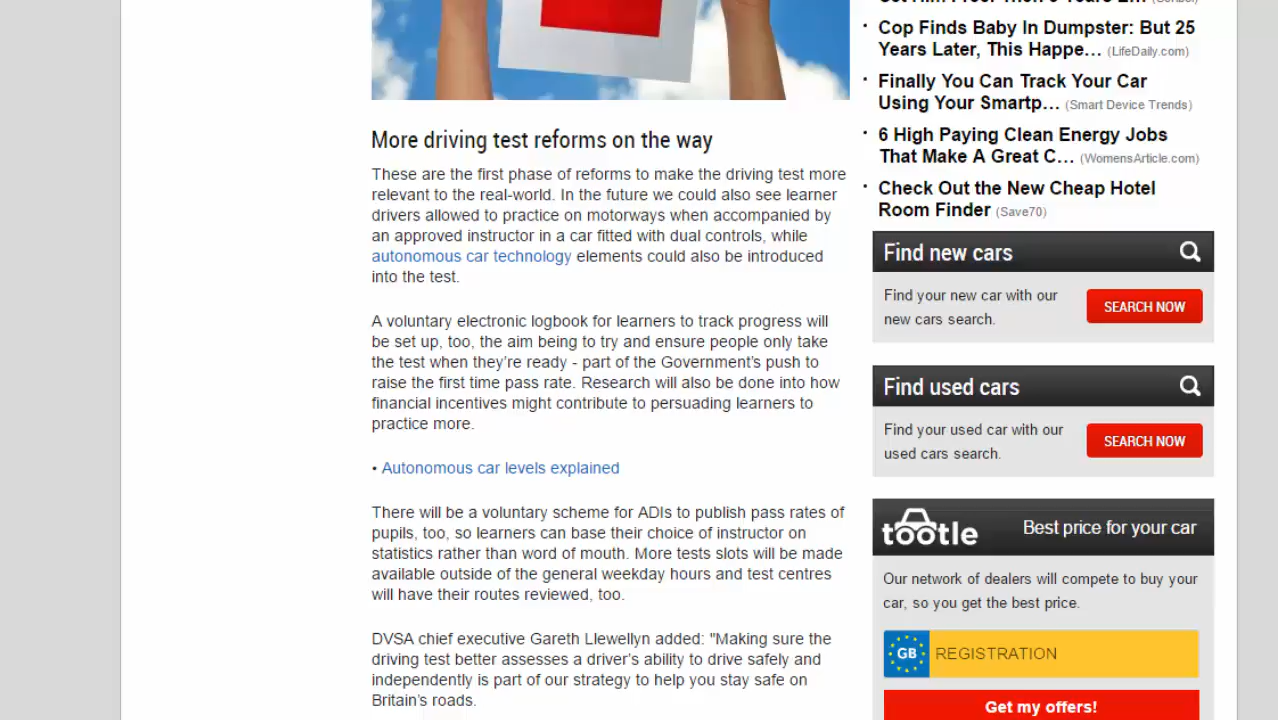 More driving test reforms on the way
These are the first phase of reforms to make the driving test more
relevant to the real-world. In the future we could also see learner
drivers allowed to practice on motorways when accompanied by
an approved instructor in a car fitted with dual controls, while
autonomous car technology elements could also be introduced
into the test.
A voluntary electronic logbook for learners to track progress will
be set up, too, the aim being to try and ensure people only take
the test when they're ready - part of the Government's push to
raise the first time pass rate. Research will also be done into how
financial incentives might contribute to persuading learners to
practice more.
• Autonomous car levels explained
There will be a voluntary scheme for ADIs to publish pass rates of
pupils, too, so learners can base their choice of instructor on
statistics rather than word of mouth. More tests slots will be made
available outside of the general weekday hours and test centres
will have their routes reviewed, too.
DVSA chief executive Gareth Llewellyn added: "Making sure the
driving test better assesses a driver's ability to drive safely and
independently is part of our strategy to help you stay safe on
Britain's roads.
Cop Finds Baby In Dumpster: But 25
Years Later, This Happe… (LifeDaily.com)
Finally You Can Track Your Car
Using Your Smartp… (Smart Device Trends)
6 High Paying Clean Energy Jobs
That Make A Great C… (WomensArticle.com)
Check Out the New Cheap Hotel
Room Finder (Save70)
Find new cars
Find your new car with our
new cars search.
SEARCH NOW
Find used cars
Find your used car with our
used cars search.
SEARCH NOW
tootle Best price for your car
Our network of dealers will compete to buy your
car, so you get the best price.
GB REGISTRATION
Get my offers!